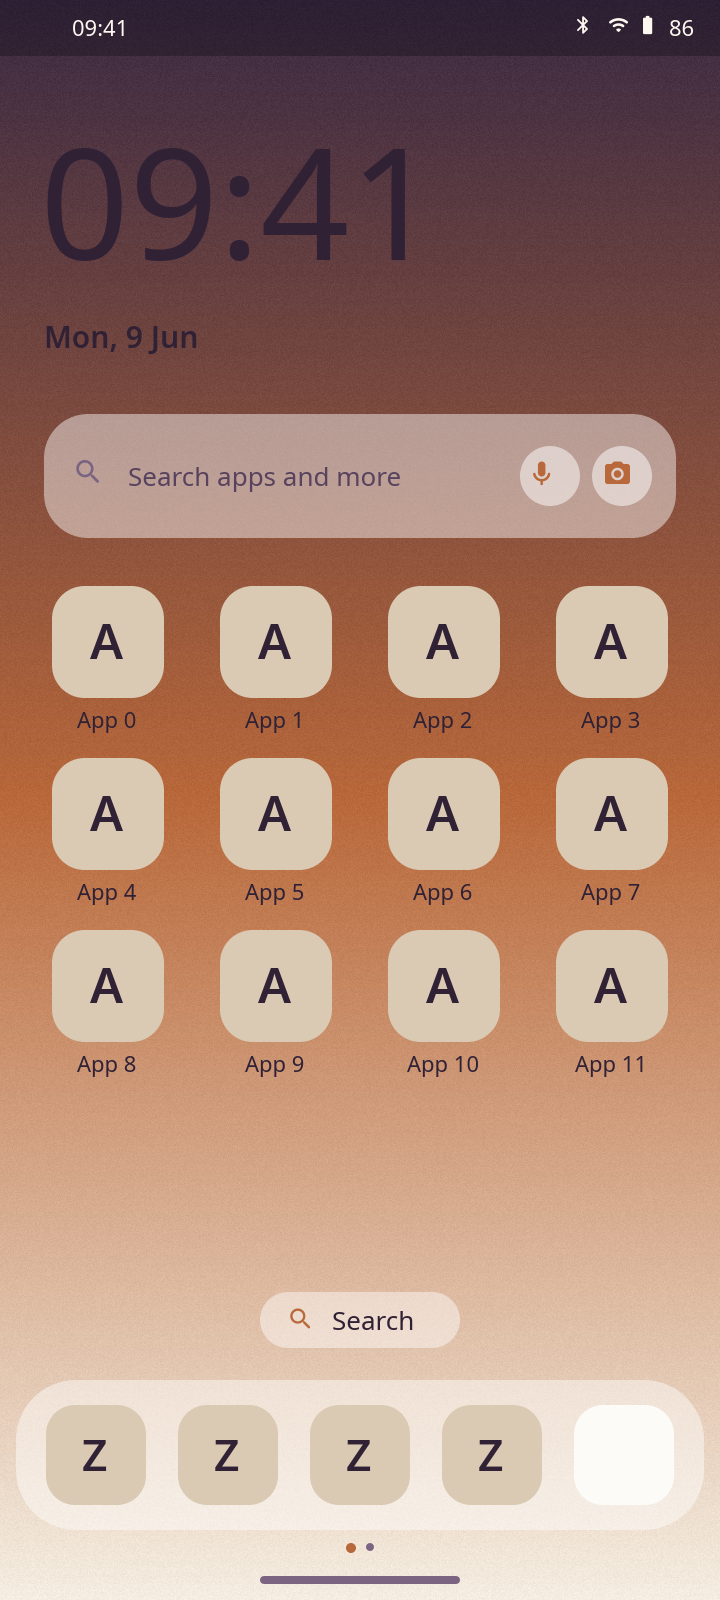 09:41 86
09:41
Mon, 9 Jun
Search apps and more
A A A A
App 0 App 1 App 2 App 3
A A A A
App 4 App 5 App 6 App 7
A A A A
App 8 App 9 App 10 App 11
Search
Z Z Z Z